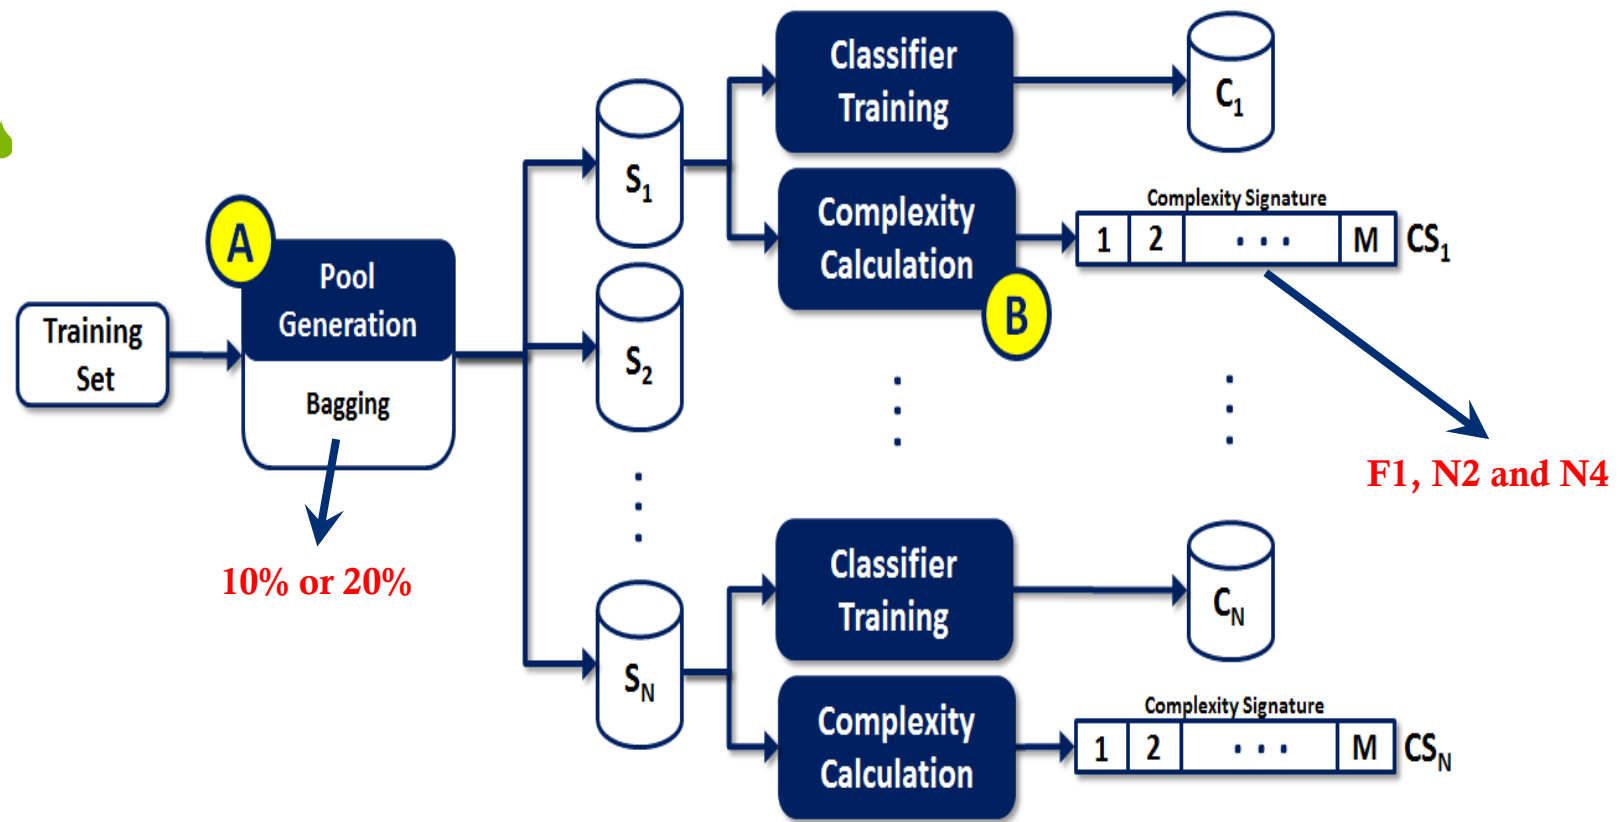 Training
Set
A
Pool
Generation
Bagging
10% or 20%
S1
S2
SN
Classifier
Training
C1
Complexity
Calculation
B
Complexity Signature
1 2 ... M CS1
F1, N2 and N4
Classifier
Training
CN
Complexity
Calculation
Complexity Signature
1 2 ... M CSN